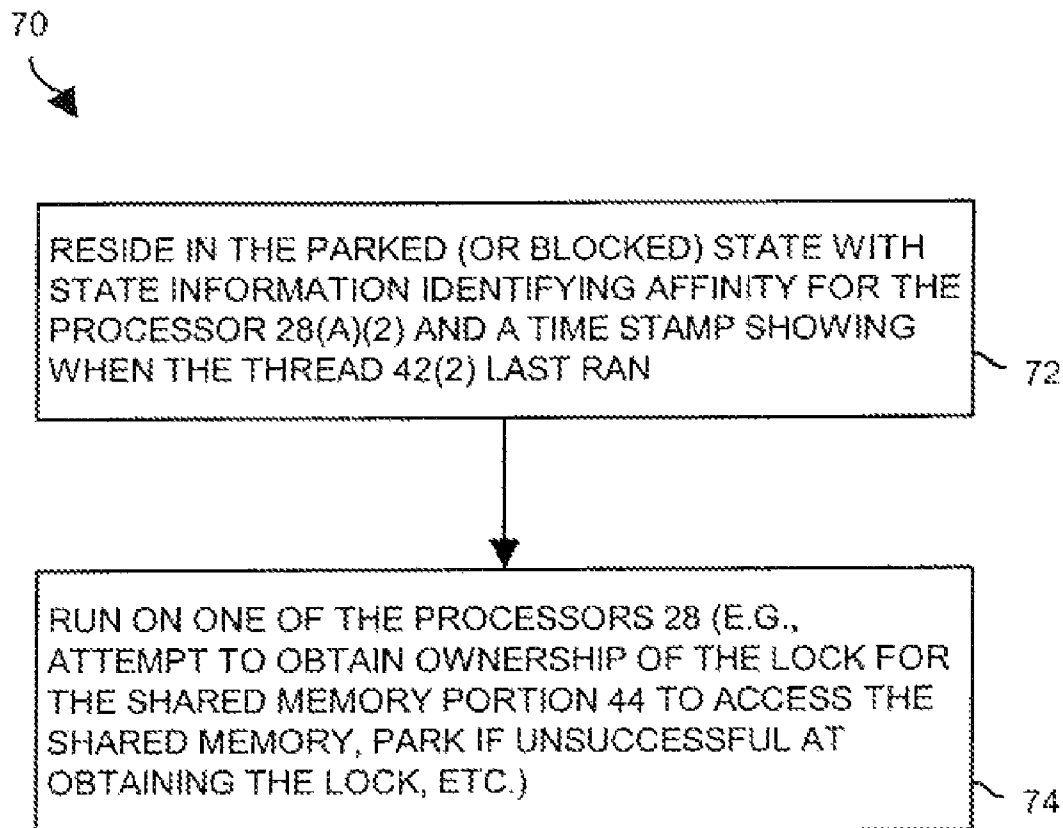 70
RESIDE IN THE PARKED (OR BLOCKED) STATE WITH
STATE INFORMATION IDENTIFYING AFFINITY FOR THE
PROCESSOR 28(A)(2) AND A TIME STAMP SHOWING
WHEN THE THREAD 42(2) LAST RAN
72
RUN ON ONE OF THE PROCESSORS 28 (E.G.,
ATTEMPT TO OBTAIN OWNERSHIP OF THE LOCK FOR
THE SHARED MEMORY PORTION 44 TO ACCESS THE
SHARED MEMORY, PARK IF UNSUCCESSFUL AT
OBTAINING THE LOCK, ETC.)
74